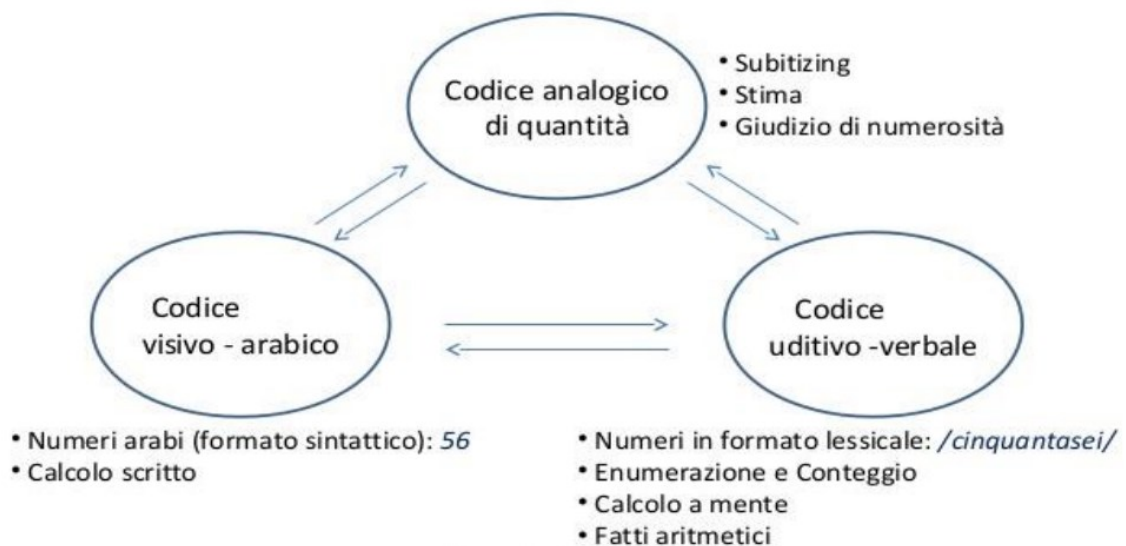 Codice analogico
di quantità
• Subitizing
• Stima
• Giudizio di numerosità
Codice
visivo - arabico
Codice
uditivo -verbale
• Numeri arabi (formato sintattico): 56
• Calcolo scritto
• Numeri in formato lessicale: /cinquantasei/
• Enumerazione e Conteggio
• Calcolo a mente
• Fatti aritmetici